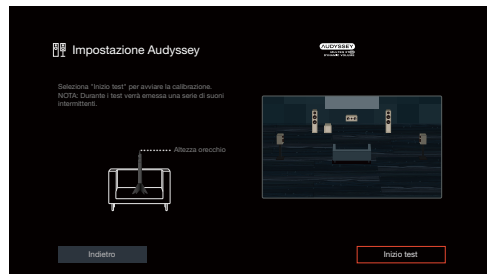 Impostazione Audyssey
AUDYSSEY
Seleziona "Inizio test" per avviare la calibrazione.
NOTA: Durante i test verrà emessa una serie di suoni
intermittenti.
Altezza orecchio
Indietro
Inizio test